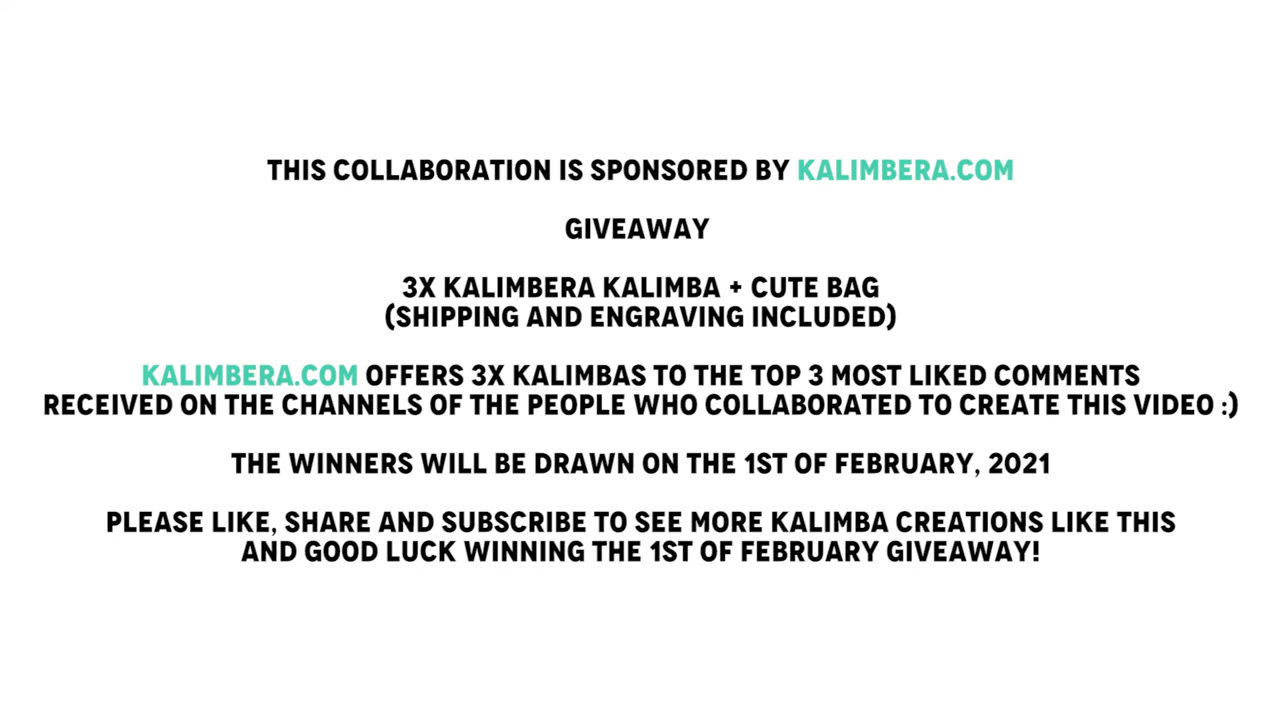 THIS COLLABORATION IS SPONSORED BY KALIMBERA.COM
GIVEAWAY
3X KALIMBERA KALIMBA + CUTE BAG
(SHIPPING AND ENGRAVING INCLUDED)
KALIMBERA.COM OFFERS 3X KALIMBAS TO THE TOP 3 MOST LIKED COMMENTS
RECEIVED ON THE CHANNELS OF THE PEOPLE WHO COLLABORATED TO CREATE THIS VIDEO :)
THE WINNERS WILL BE DRAWN ON THE 1ST OF FEBRUARY, 2021
PLEASE LIKE, SHARE AND SUBSCRIBE TO SEE MORE KALIMBA CREATIONS LIKE THIS
AND GOOD LUCK WINNING THE 1ST OF FEBRUARY GIVEAWAY!